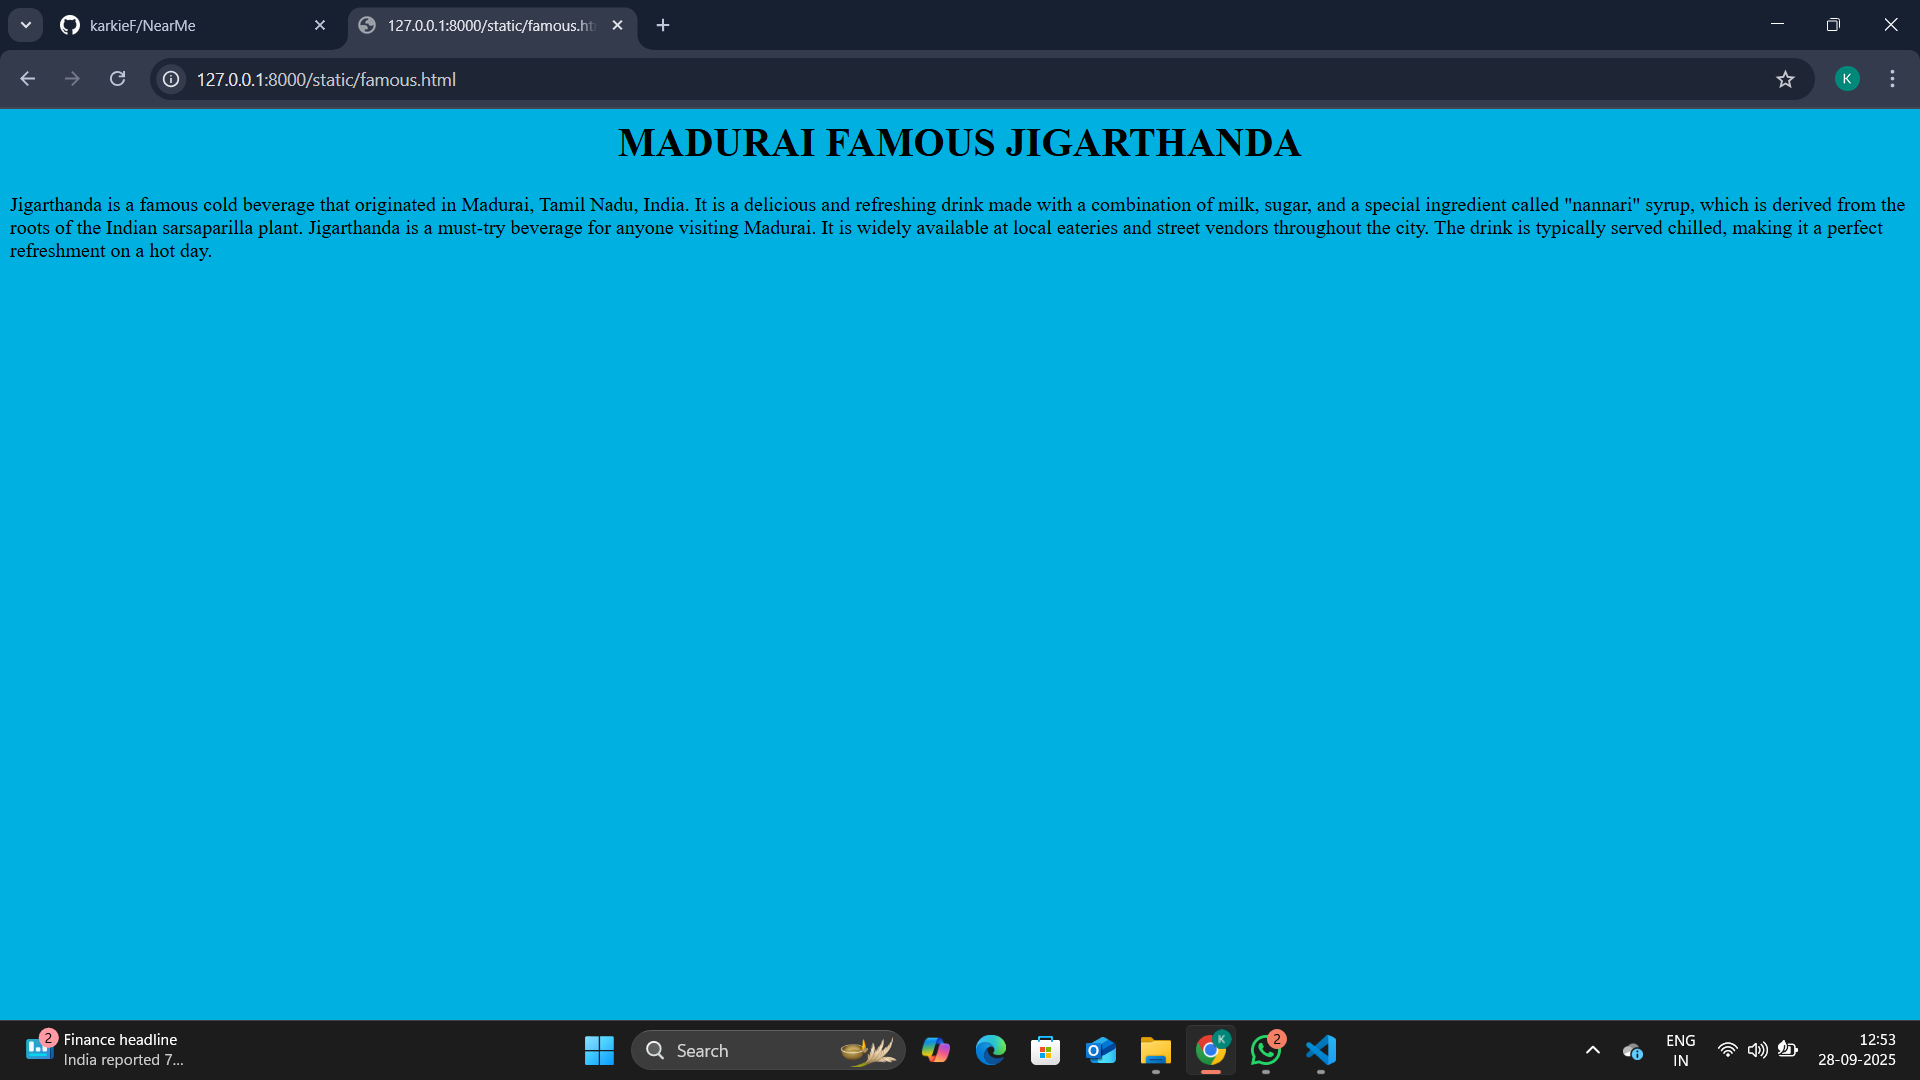 karkieF/NearMe
127.0.0.1:8000/static/famous.ht
127.0.0.1:8000/static/famous.html
K
MADURAI FAMOUS JIGARTHANDA
Jigarthanda is a famous cold beverage that originated in Madurai, Tamil Nadu, India. It is a delicious and refreshing drink made with a combination of milk, sugar, and a special ingredient called "nannari" syrup, which is derived from the
roots of the Indian sarsaparilla plant. Jigarthanda is a must-try beverage for anyone visiting Madurai. It is widely available at local eateries and street vendors throughout the city. The drink is typically served chilled, making it a perfect
refreshment on a hot day.
2
Finance headline
India reported 7...
Search
K
2
ENG
IN
12:53
28-09-2025